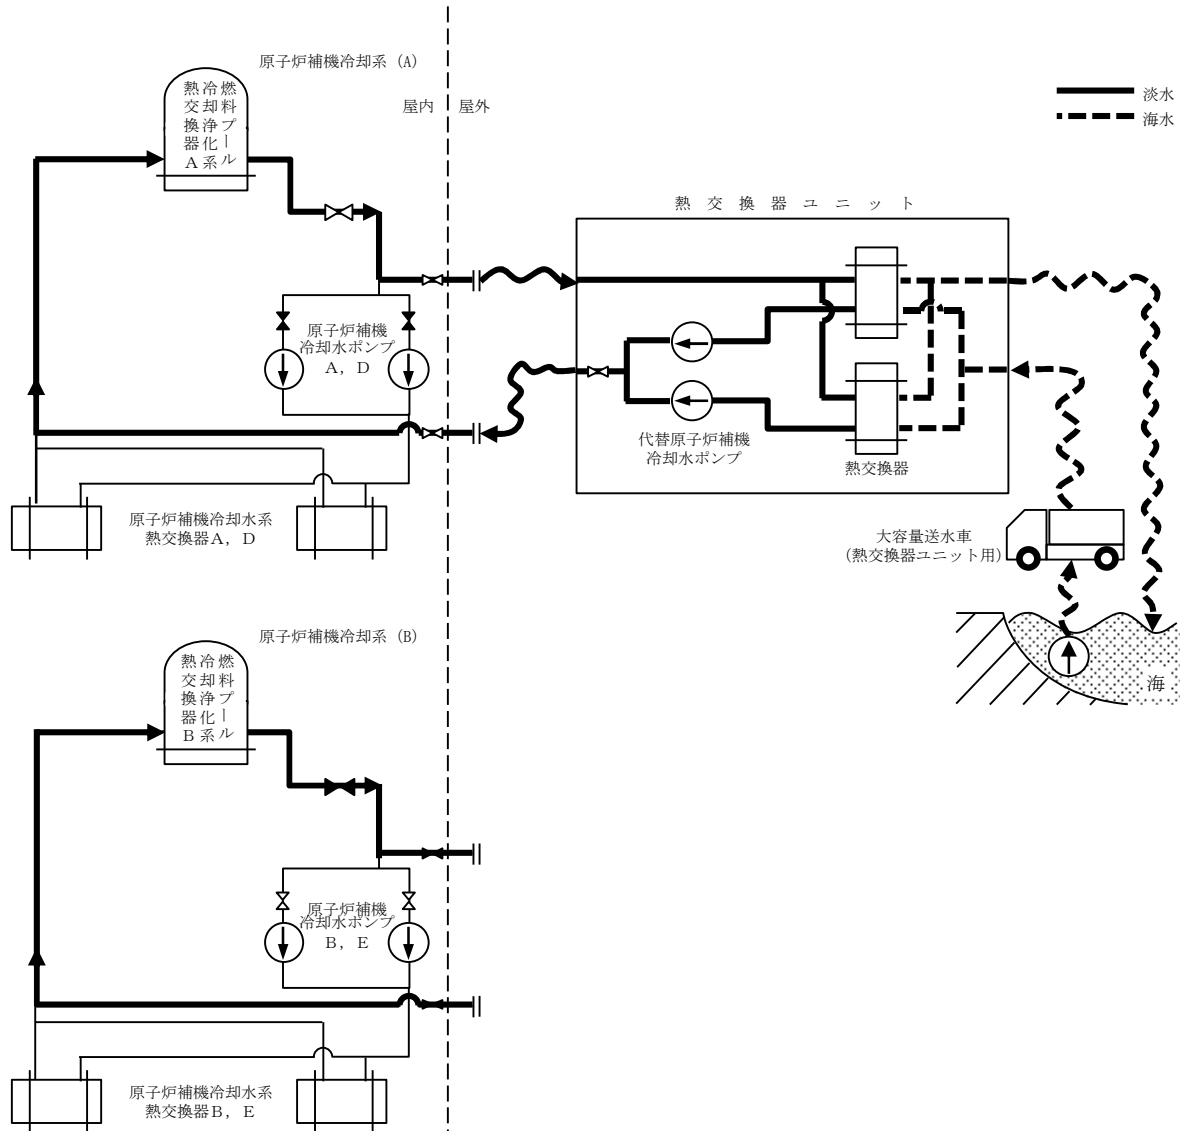 原子炉補機冷却系 (A)
屋内
屋外
淡水
海水
燃料プール
冷却浄化系
熱交換器A
熱交換器ユニット
原子炉補機
冷却水ポンプ
A，D
代替原子炉補機
冷却水ポンプ
熱交換器
原子炉補機冷却水系
熱交換器A，D
大容量送水車
(熱交換器ユニット用)
海
原子炉補機冷却系 (B)
燃料プール
冷却浄化系
熱交換器B
原子炉補機
冷却水ポンプ
B，E
原子炉補機冷却水系
熱交換器B，E